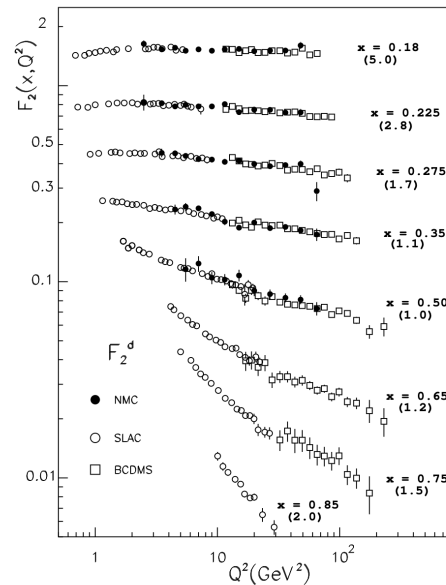 2
x = 0.18
(5.0)
F₂(x,Q²)
1
x = 0.225
(2.8)
0.5
x = 0.275
(1.7)
0.3
x = 0.35
(1.1)
0.1
x = 0.50
(1.0)
F₂ᵈ
x = 0.65
(1.2)
NMC
SLAC
BCDMS
x = 0.75
(1.5)
0.01
x = 0.85
(2.0)
1 10 10²
Q²(GeV²)